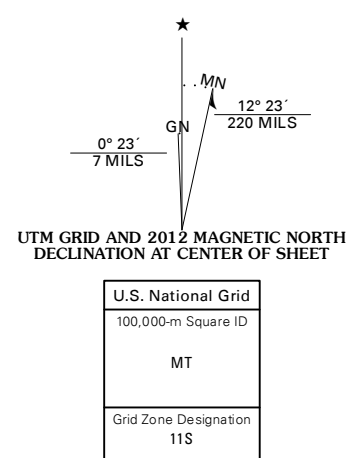 ★
MN
GN
12° 23´
220 MILS
0° 23´
7 MILS
UTM GRID AND 2012 MAGNETIC NORTH
DECLINATION AT CENTER OF SHEET
U.S. National Grid
100,000-m Square ID
MT
Grid Zone Designation
11S